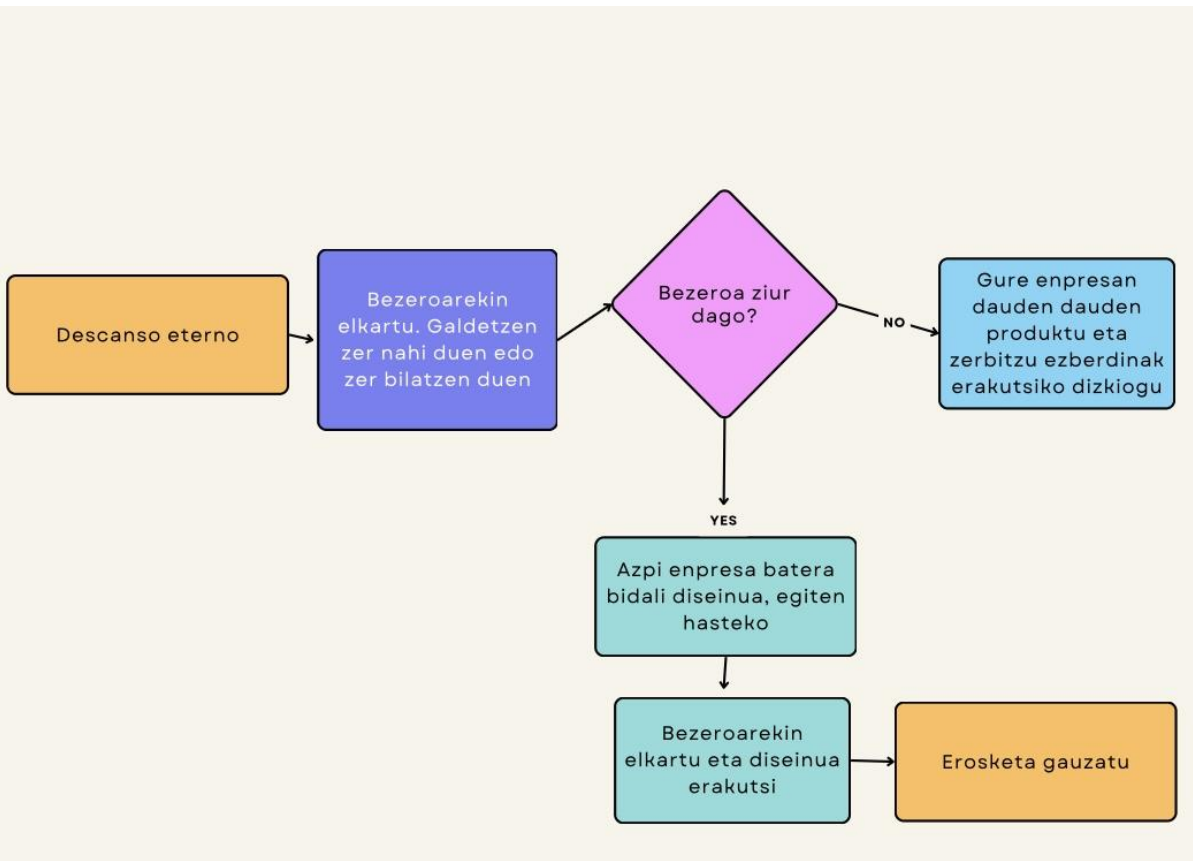 Descanso eterno
Bezeroarekin
elkartu. Galdetzen
zer nahi duen edo
zer bilatzen duen
Bezeroa ziur
dago?
NO
Gure enpresan
dauden dauden
produktu eta
zerbitzu ezberdinak
erakutsiko dizkiogu
YES
Azpi enpresa batera
bidali diseinua, egiten
hasteko
Bezeroarekin
elkartu eta diseinua
erakutsi
Erosketa gauzatu